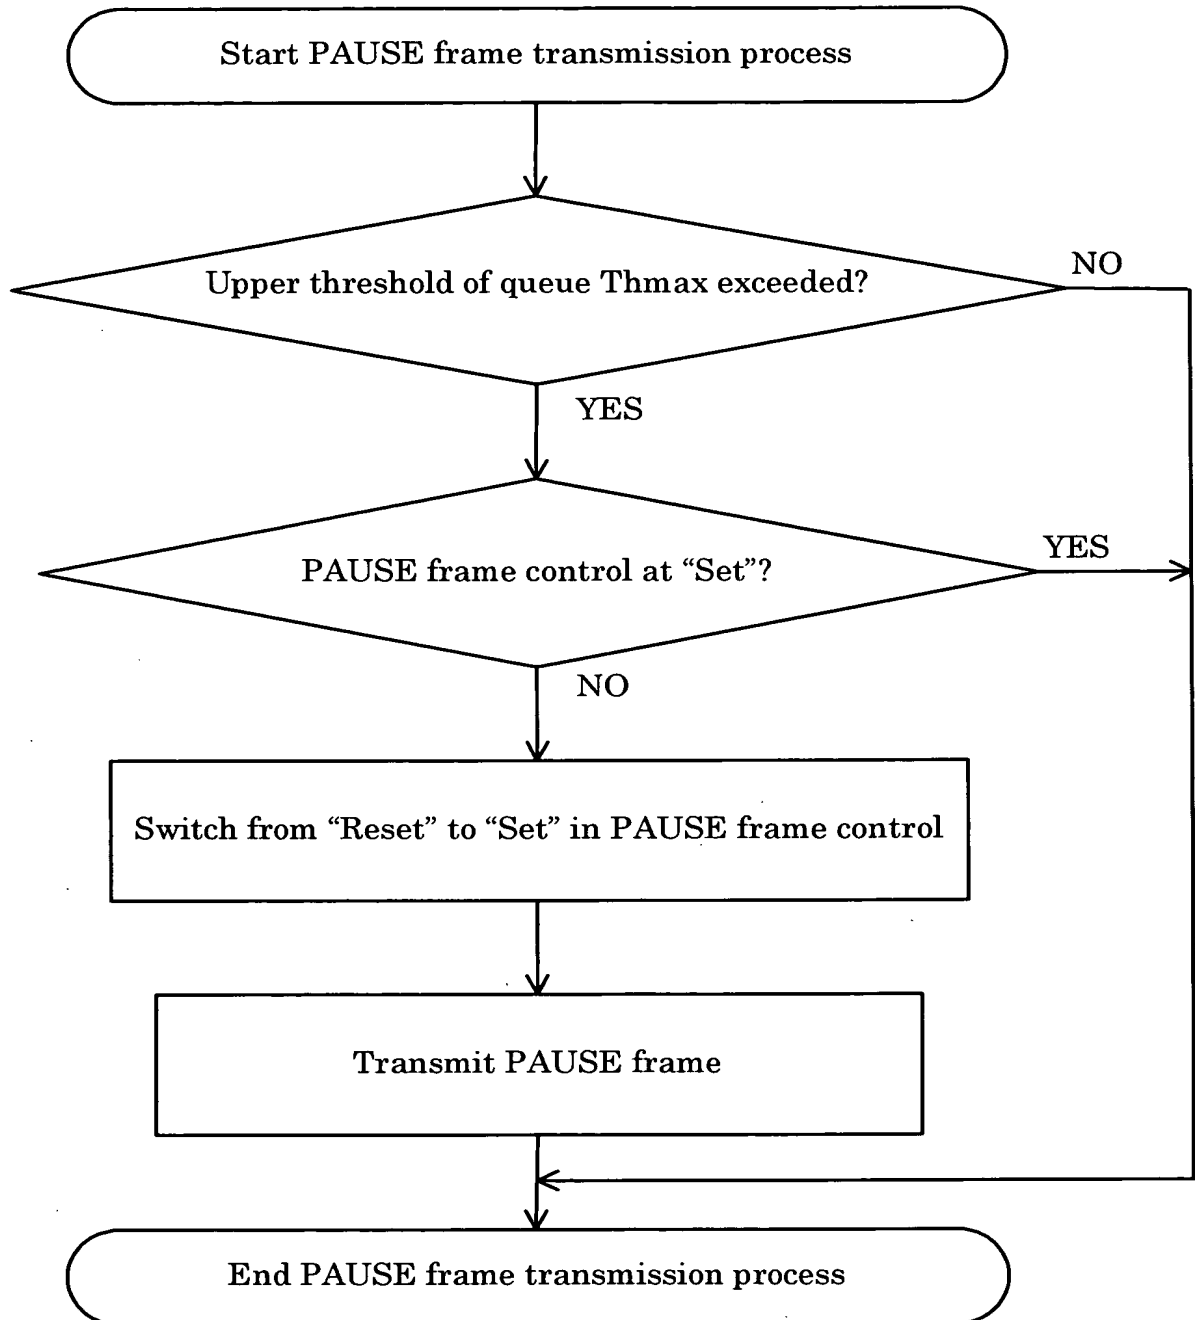 Start PAUSE frame transmission process
Upper threshold of queue Thmax exceeded?
NO
YES
PAUSE frame control at “Set”?
YES
NO
Switch from “Reset” to “Set” in PAUSE frame control
Transmit PAUSE frame
End PAUSE frame transmission process